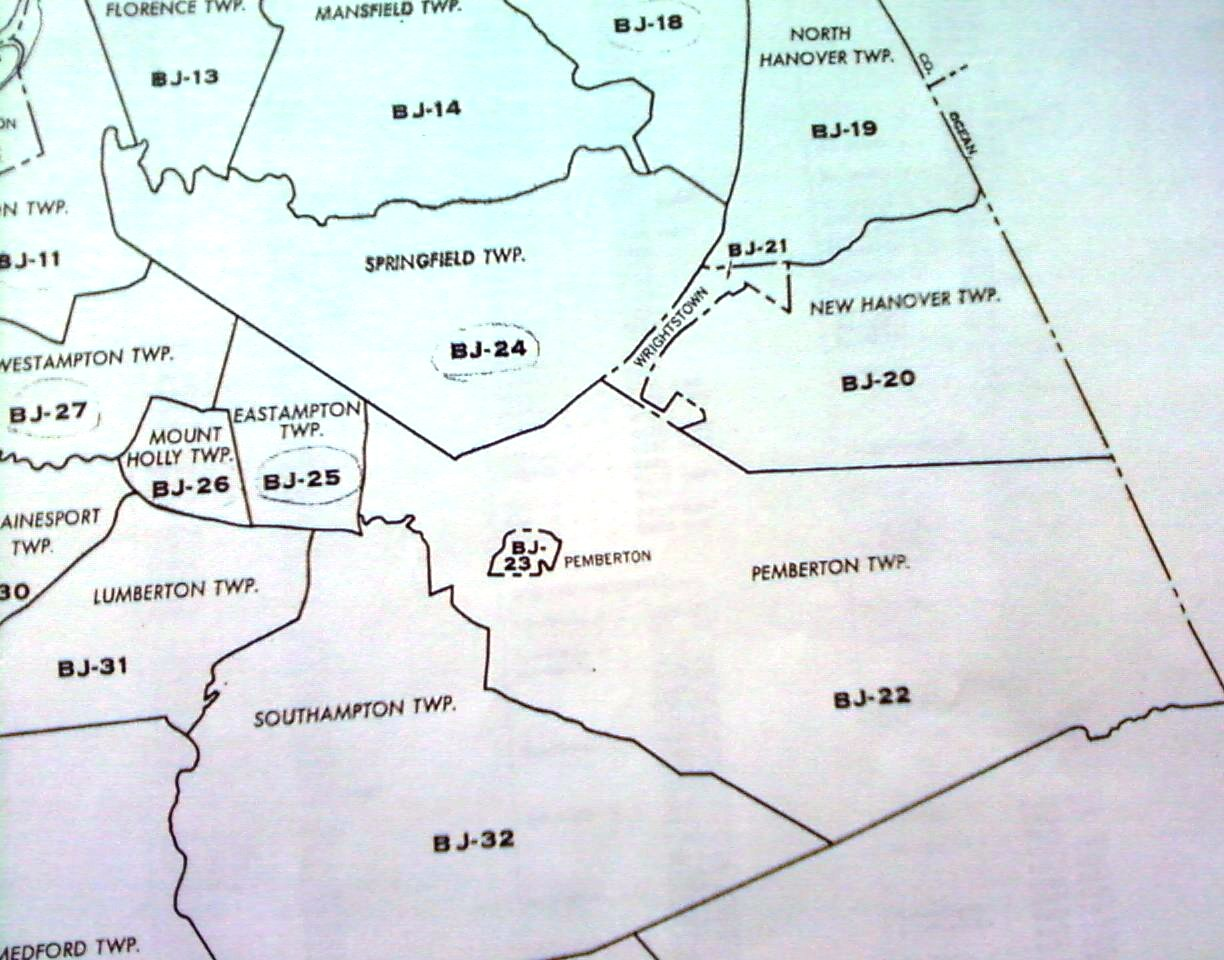 FLORENCE TWP.
MANSFIELD TWP.
BJ-18
NORTH
HANOVER TWP.
CO.
BJ-13
BJ-14
BJ-19
OCEAN
TWP.
BJ-11
SPRINGFIELD TWP.
BJ-21
WRIGHTSTOWN
NEW HANOVER TWP.
WESTAMPTON TWP.
BJ-24
BJ-20
BJ-27
EASTAMPTON
TWP.
MOUNT
HOLLY TWP.
BJ-26
BJ-25
AINESPORT
TWP.
BJ-
23
PEMBERTON
PEMBERTON TWP.
30
LUMBERTON TWP.
BJ-31
SOUTHAMPTON TWP.
BJ-22
BJ-32
MEDFORD TWP.